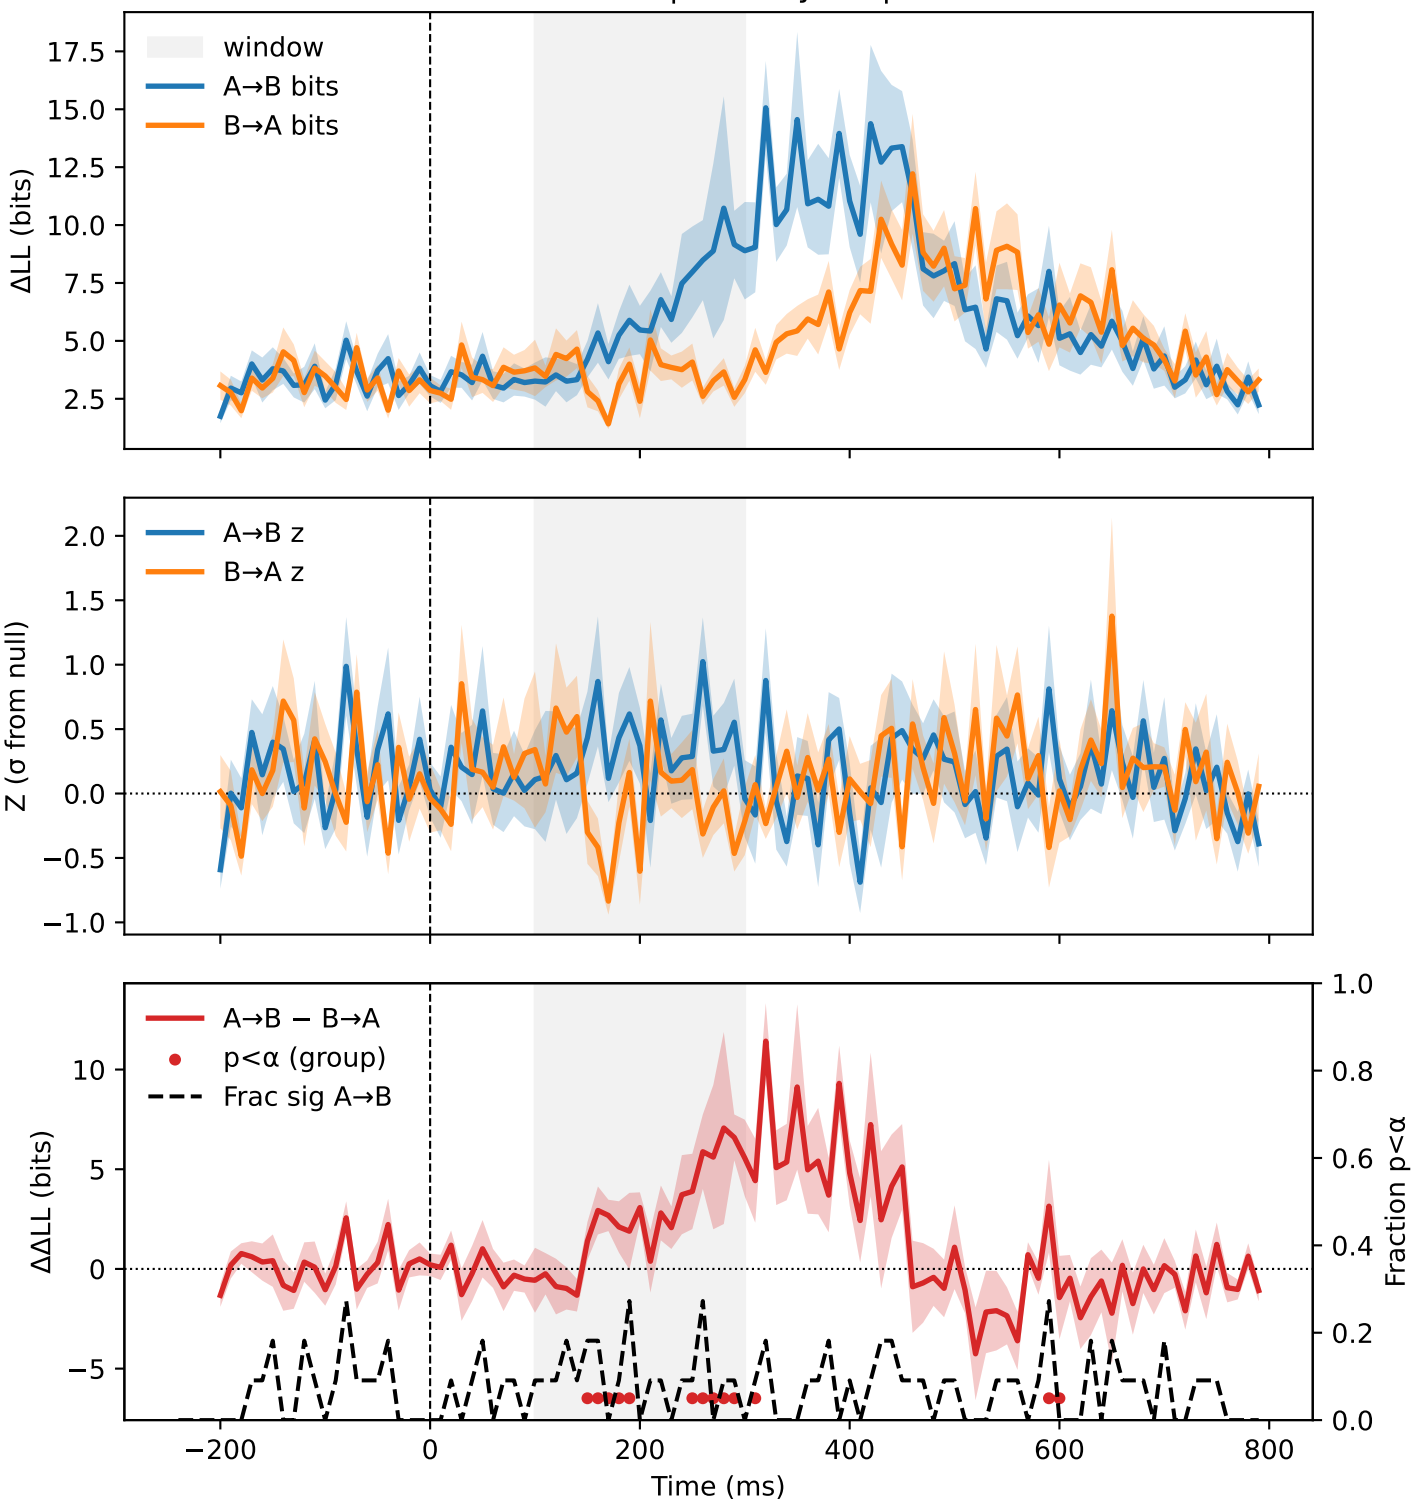 17.5
15.0
12.5
10.0
7.5
5.0
2.5
ΔLL (bits)
window
A→B bits
B→A bits
2.0
1.5
1.0
0.5
0.0
−0.5
−1.0
Z (σ from null)
A→B z
B→A z
10
5
0
−5
ΔΔLL (bits)
A→B − B→A
p<α (group)
Frac sig A→B
1.0
0.8
0.6
0.4
0.2
0.0
Fraction p<α
−200
0
200
400
600
800
Time (ms)